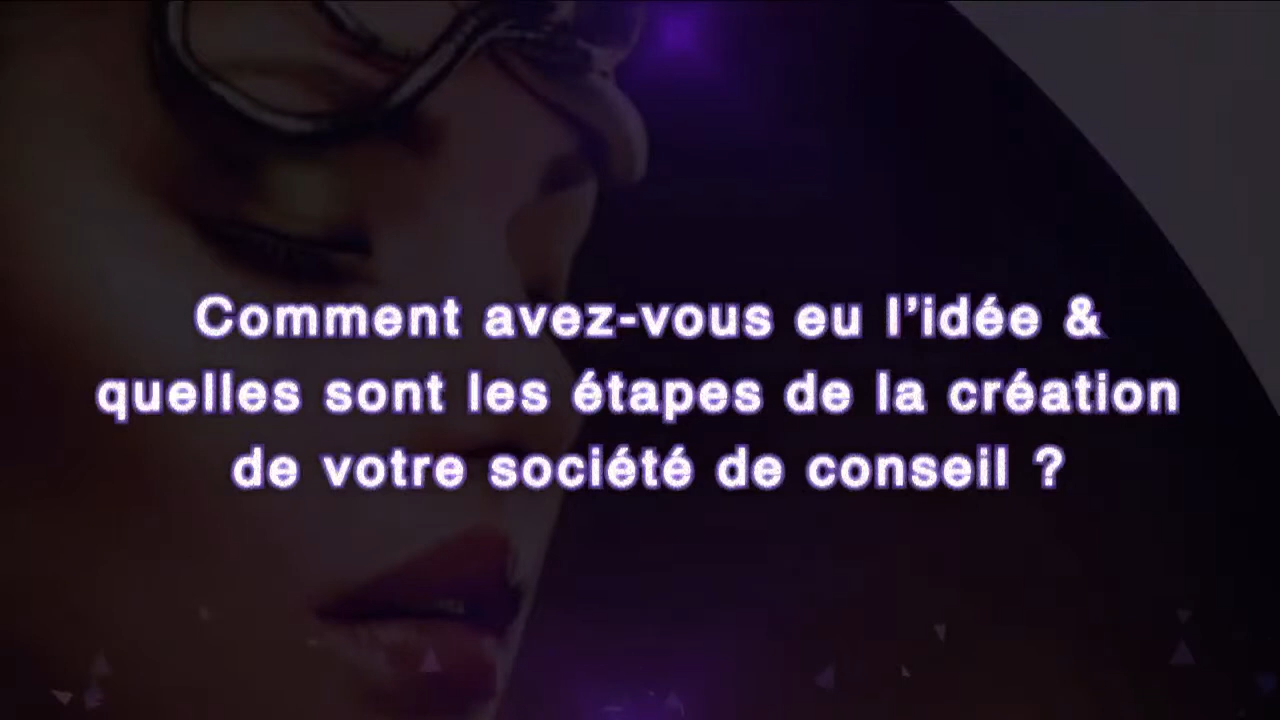 Comment avez-vous eu l’idée &
quelles sont les étapes de la création
de votre société de conseil ?